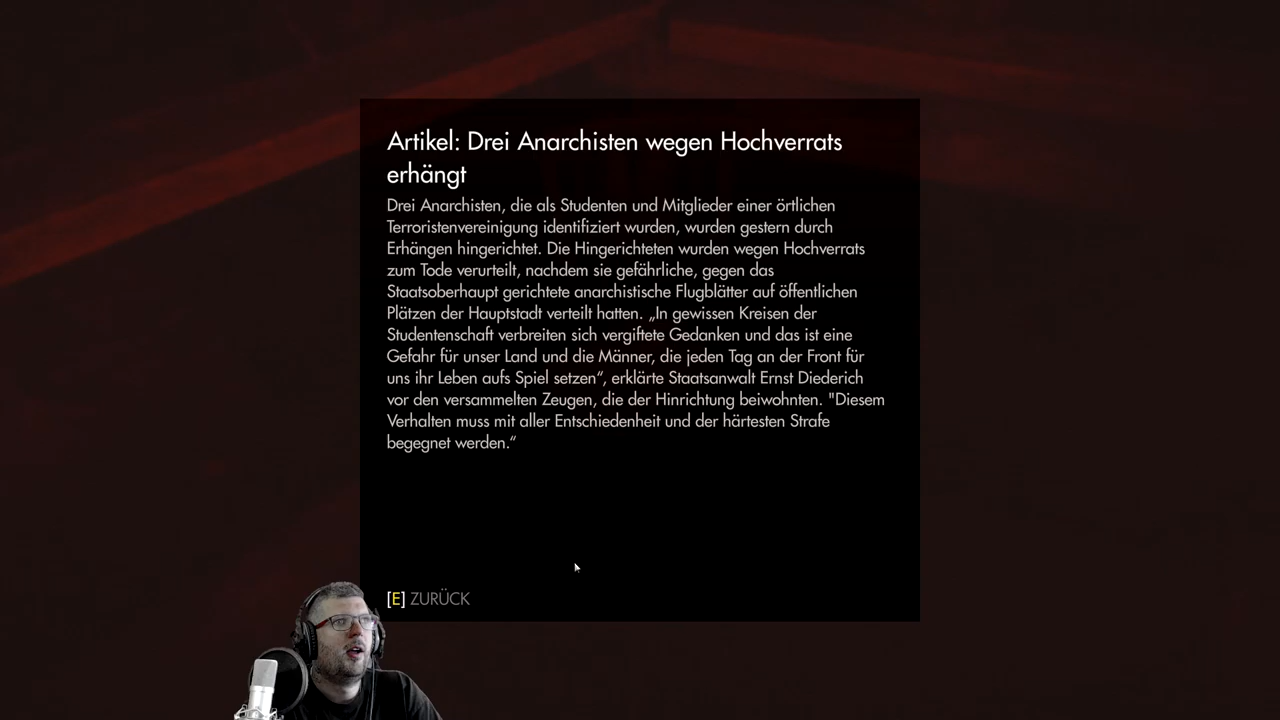 Artikel: Drei Anarchisten wegen Hochverrats
erhängt
Drei Anarchisten, die als Studenten und Mitglieder einer örtlichen
Terroristenvereinigung identifiziert wurden, wurden gestern durch
Erhängen hingerichtet. Die Hingerichteten wurden wegen Hochverrats
zum Tode verurteilt, nachdem sie gefährliche, gegen das
Staatsoberhaupt gerichtete anarchistische Flugblätter auf öffentlichen
Plätzen der Hauptstadt verteilt hatten. „In gewissen Kreisen der
Studentenschaft verbreiten sich vergiftete Gedanken und das ist eine
Gefahr für unser Land und die Männer, die jeden Tag an der Front für
uns ihr Leben aufs Spiel setzen“, erklärte Staatsanwalt Ernst Diederich
vor den versammelten Zeugen, die der Hinrichtung beiwohnten. "Diesem
Verhalten muss mit aller Entschiedenheit und der härtesten Strafe
begegnet werden.“
[E] ZURÜCK